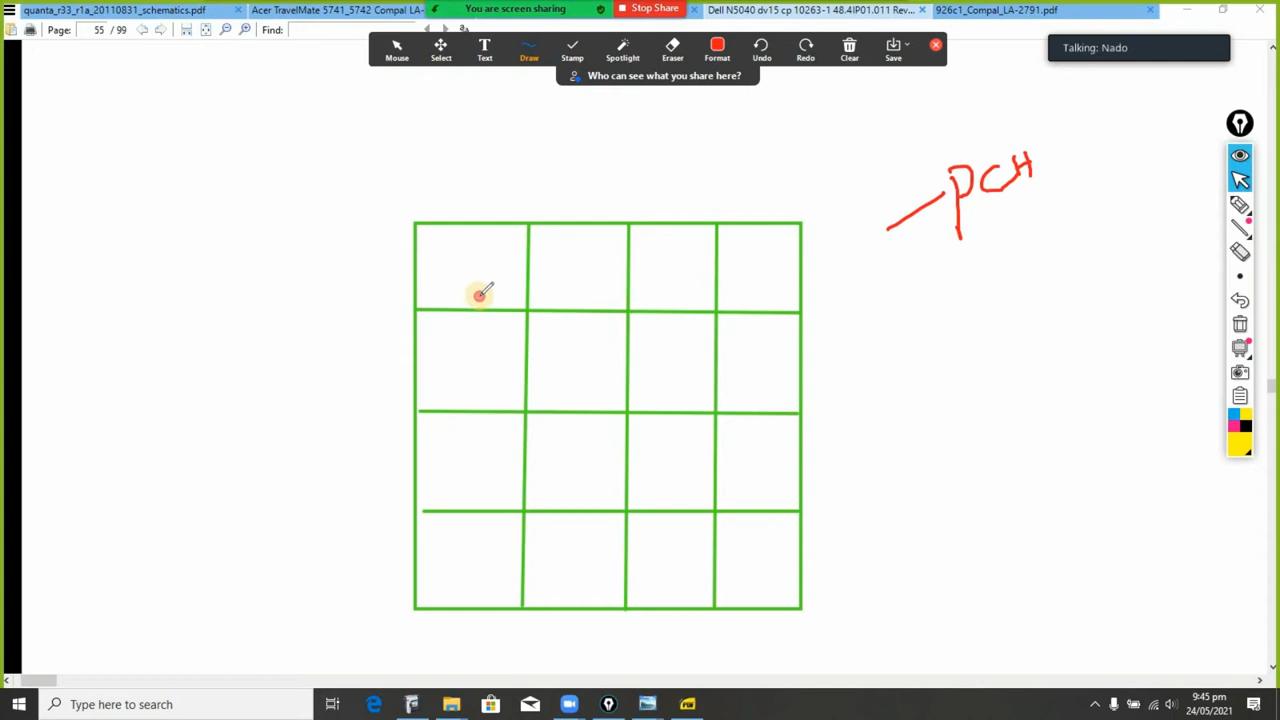 quanta_r33_r1a_20110831_schematics.pdf
Acer TravelMate 5741_5742 Compal LA-
You are screen sharing
Stop Share
Dell N5040 dv15 cp 10263-1 48.4IP01.011 Rev...
926c1_Compal_LA-2791.pdf
Page: 55 / 99
Find:
Mouse
Select
Text
Draw
Stamp
Spotlight
Eraser
Format
Undo
Redo
Clear
Save
Who can see what you share here?
Talking: Nado
PCH
Type here to search
9:45 pm
24/05/2021